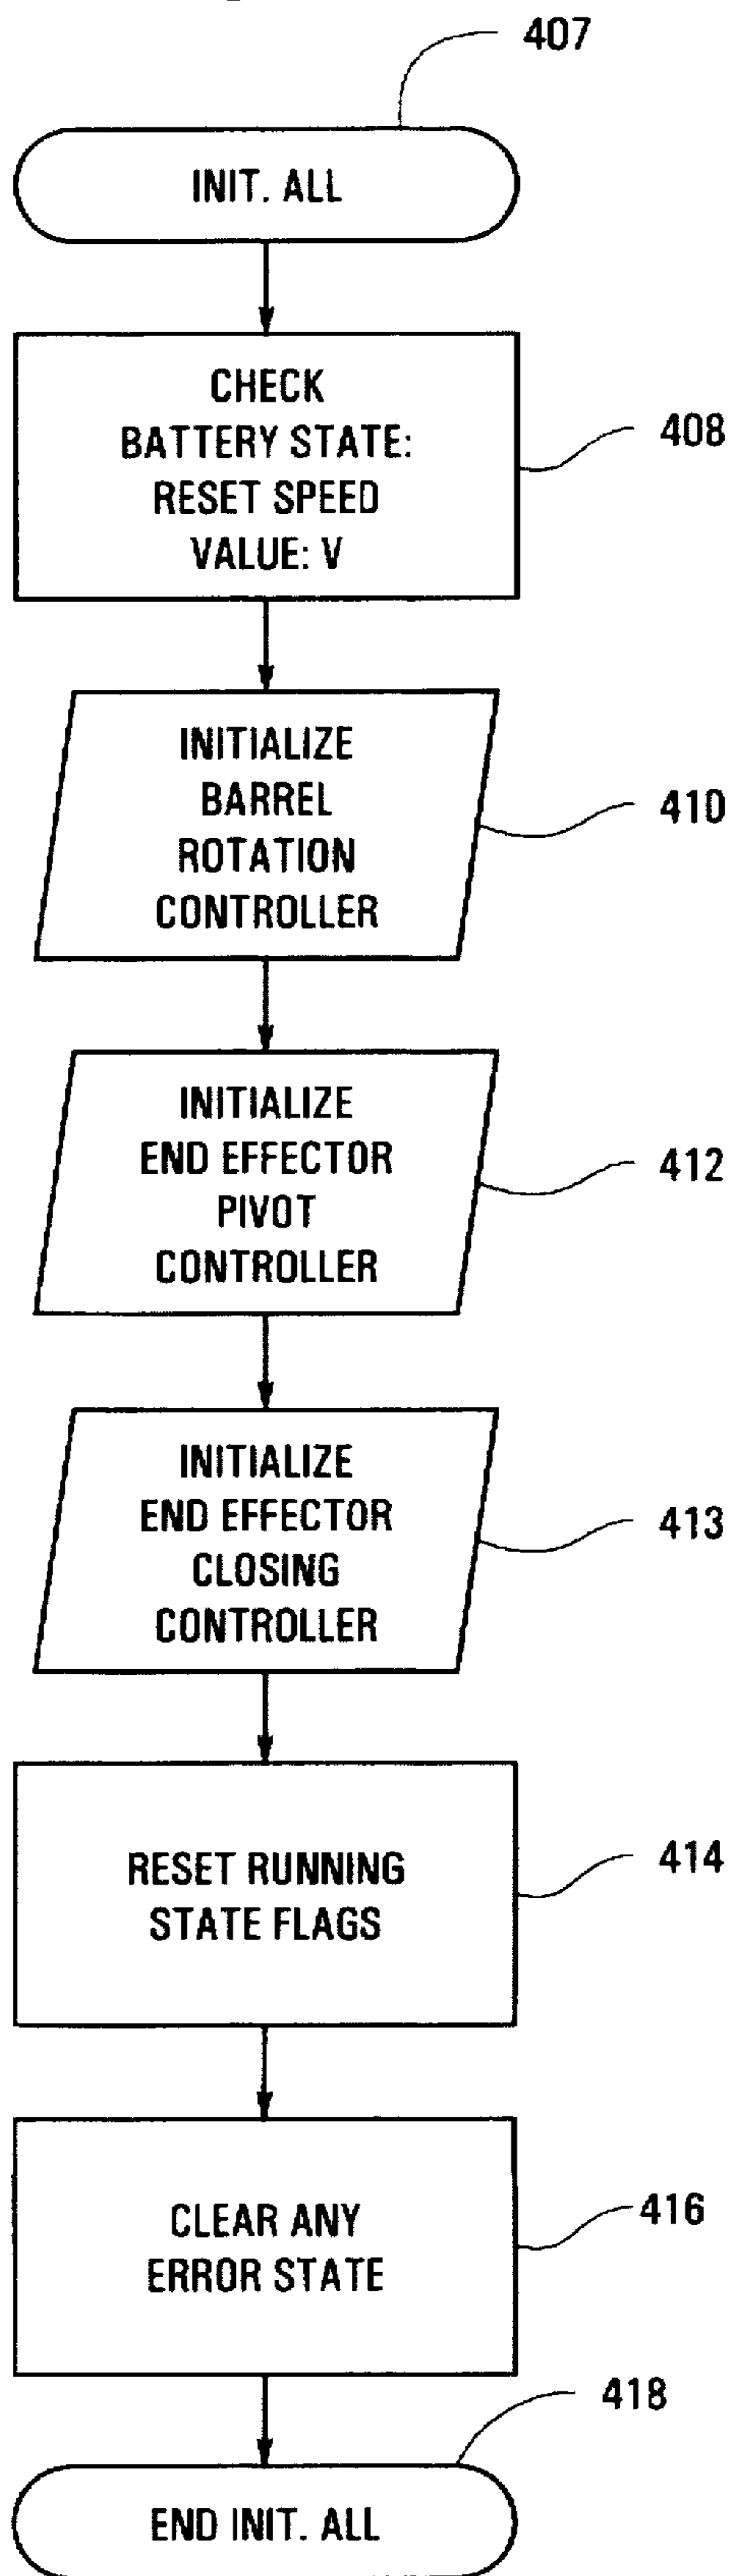 407
INIT. ALL
CHECK
BATTERY STATE:
RESET SPEED
VALUE: V
408
INITIALIZE
BARREL
ROTATION
CONTROLLER
410
INITIALIZE
END EFFECTOR
PIVOT
CONTROLLER
412
INITIALIZE
END EFFECTOR
CLOSING
CONTROLLER
413
RESET RUNNING
STATE FLAGS
414
CLEAR ANY
ERROR STATE
416
418
END INIT. ALL